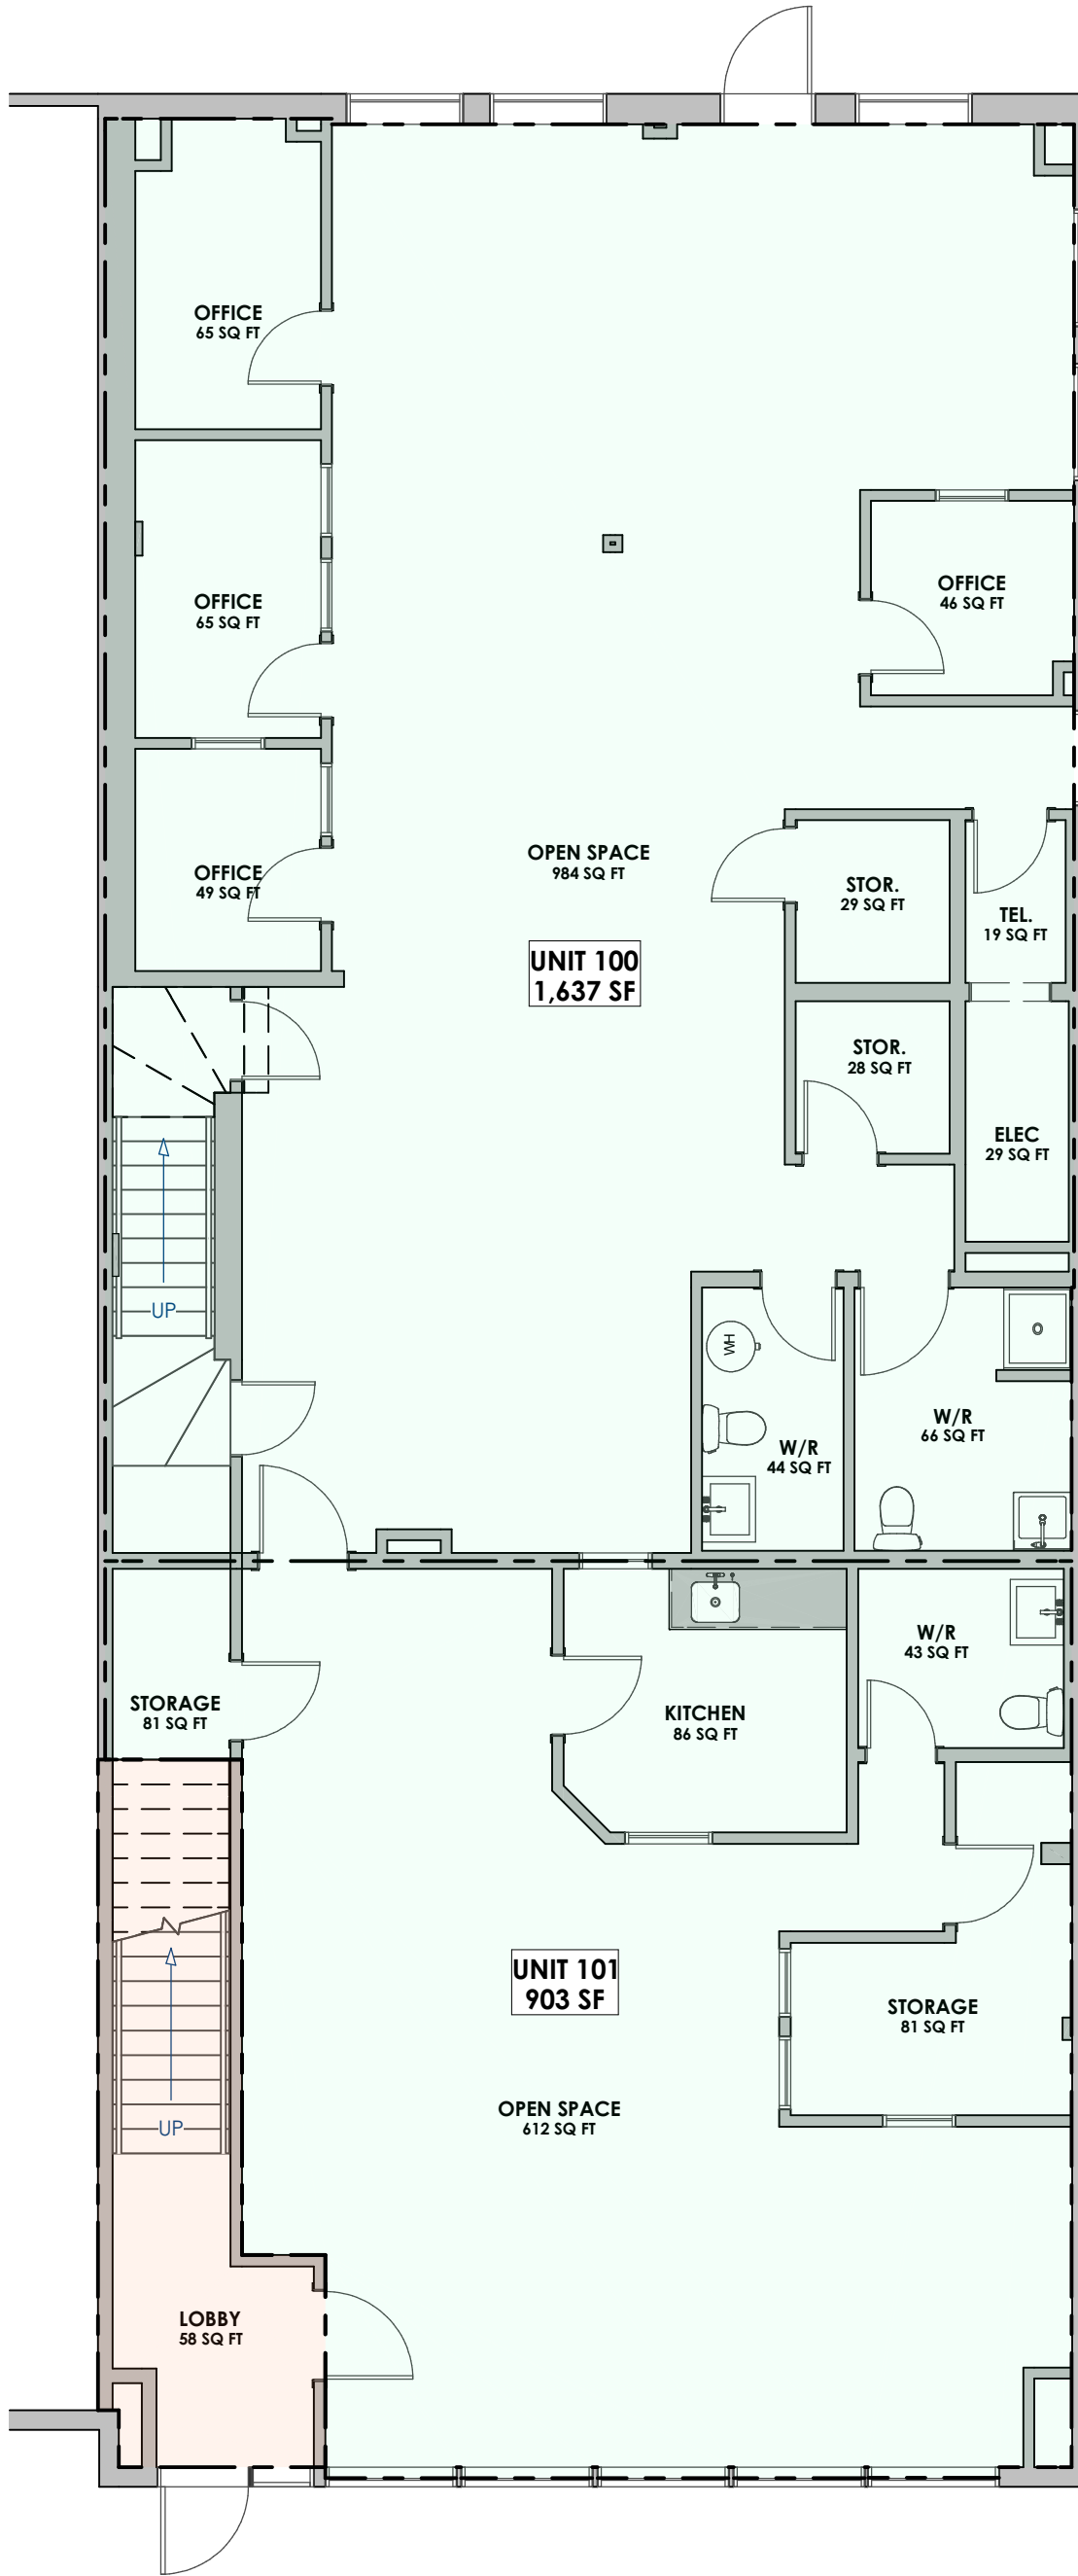 OFFICE
65 SQ FT
OFFICE
65 SQ FT
OFFICE
46 SQ FT
OPEN SPACE
984 SQ FT
OFFICE
49 SQ FT
STOR.
29 SQ FT
TEL.
19 SQ FT
UNIT 100
1,637 SF
STOR.
28 SQ FT
ELEC
29 SQ FT
UP
WH
W/R
66 SQ FT
W/R
44 SQ FT
W/R
43 SQ FT
STORAGE
81 SQ FT
KITCHEN
86 SQ FT
UNIT 101
903 SF
STORAGE
81 SQ FT
OPEN SPACE
612 SQ FT
UP
LOBBY
58 SQ FT